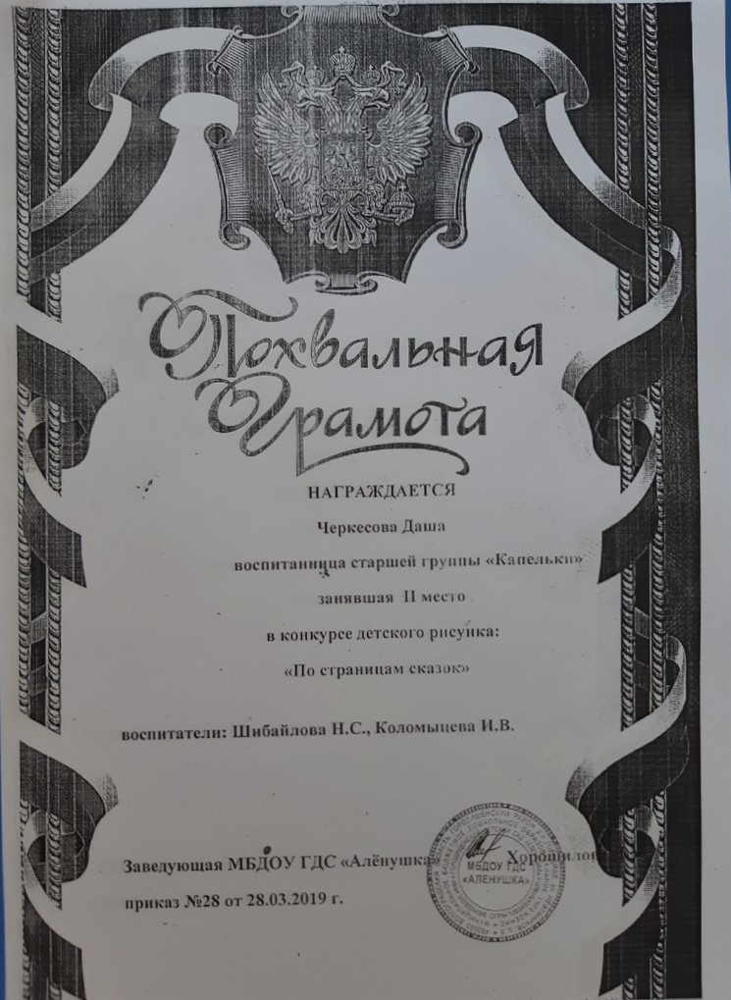 Похвальная
Грамота
НАГРАЖДАЕТСЯ
Черкесова Даша
воспитанница старшей группы «Капельки»
занявшая II место
в конкурсе детского рисунка:
«По страницам сказок»
воспитатели: Шибайлова Н.С., Коломыцева И.В.
Заведующая МБДОУ ГДС «Алёнушка» Хорошилов
приказ №28 от 28.03.2019 г.
МБДОУ ГДС
«АЛЕНУШКА»